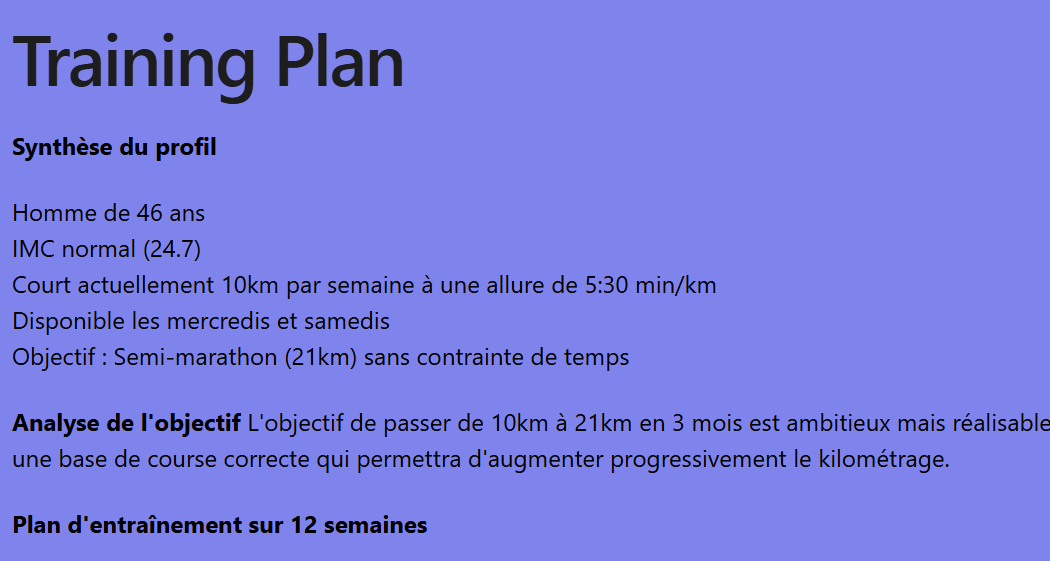 Training Plan
Synthèse du profil
Homme de 46 ans
IMC normal (24.7)
Court actuellement 10km par semaine à une allure de 5:30 min/km
Disponible les mercredis et samedis
Objectif : Semi-marathon (21km) sans contrainte de temps
Analyse de l'objectif L'objectif de passer de 10km à 21km en 3 mois est ambitieux mais réalisable
une base de course correcte qui permettra d'augmenter progressivement le kilométrage.
Plan d'entraînement sur 12 semaines